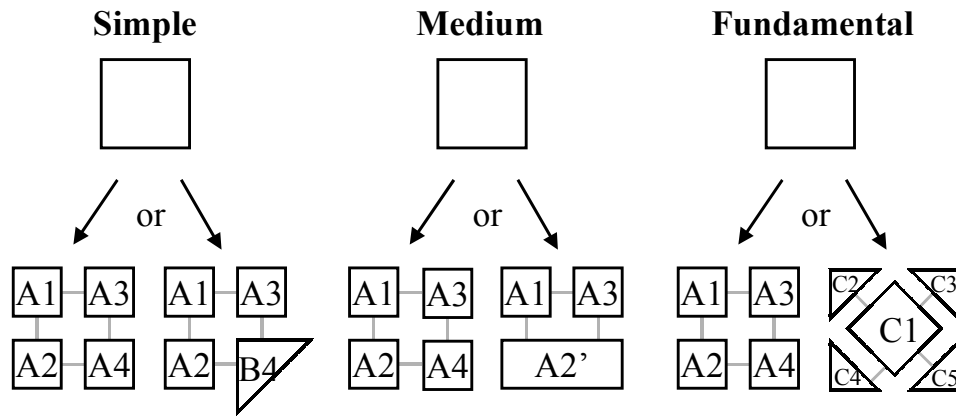 Simple Medium Fundamental
or or or
A1 A3 A1 A3 A1 A3 A1 A3 A1 A3 C2 C3
C1
A2 A4 A2 B4 A2 A4 A2’ A2 A4 C4 C5